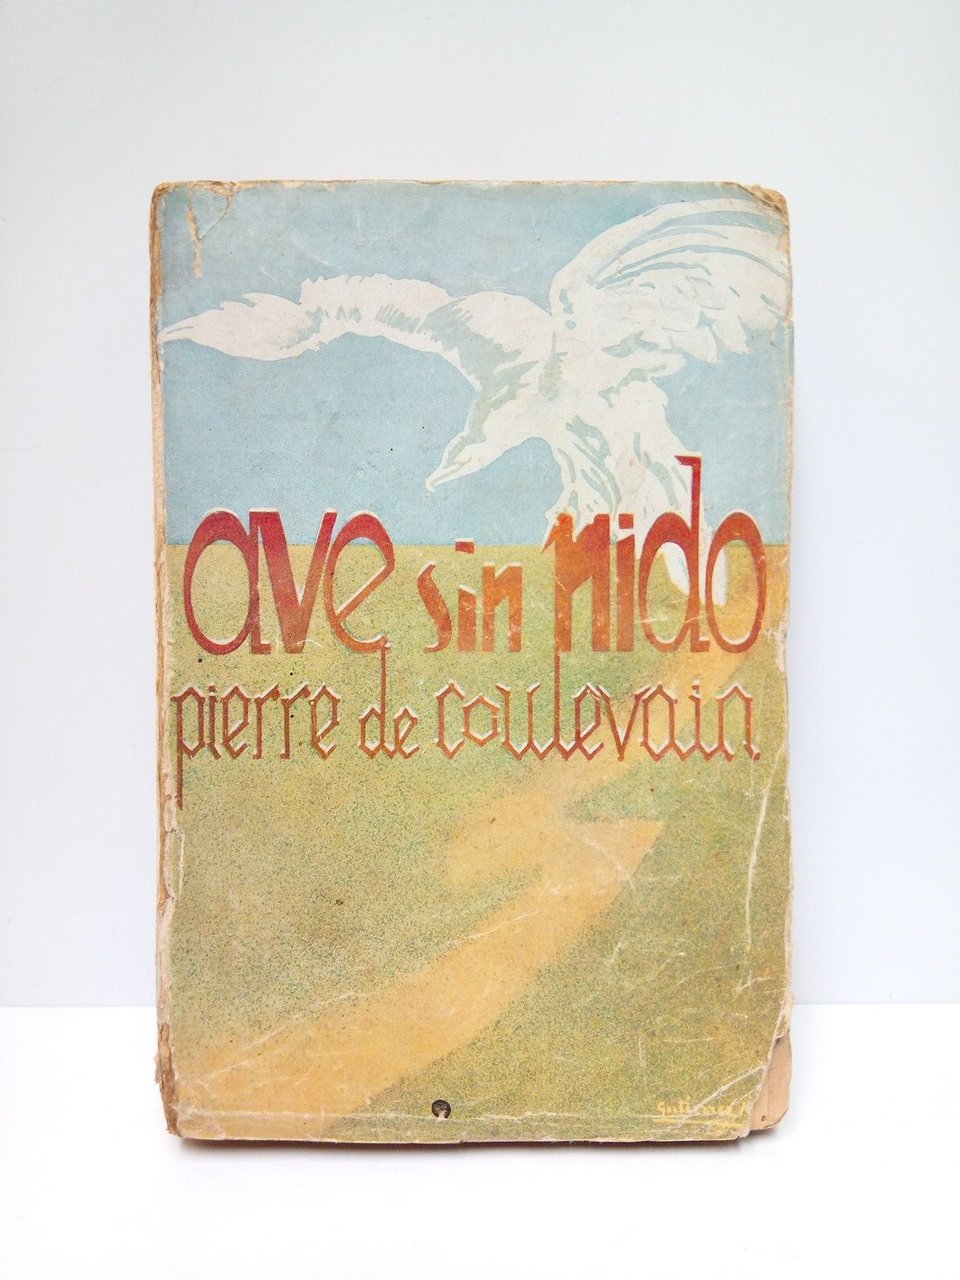 ave sin nido
pierre de coulevain